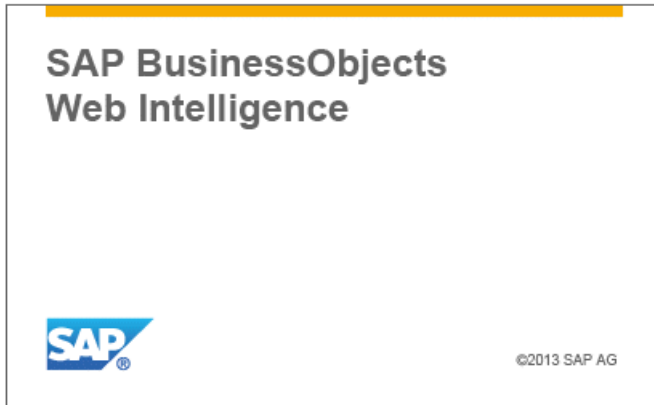 SAP BusinessObjects
Web Intelligence
SAP®
©2013 SAP AG